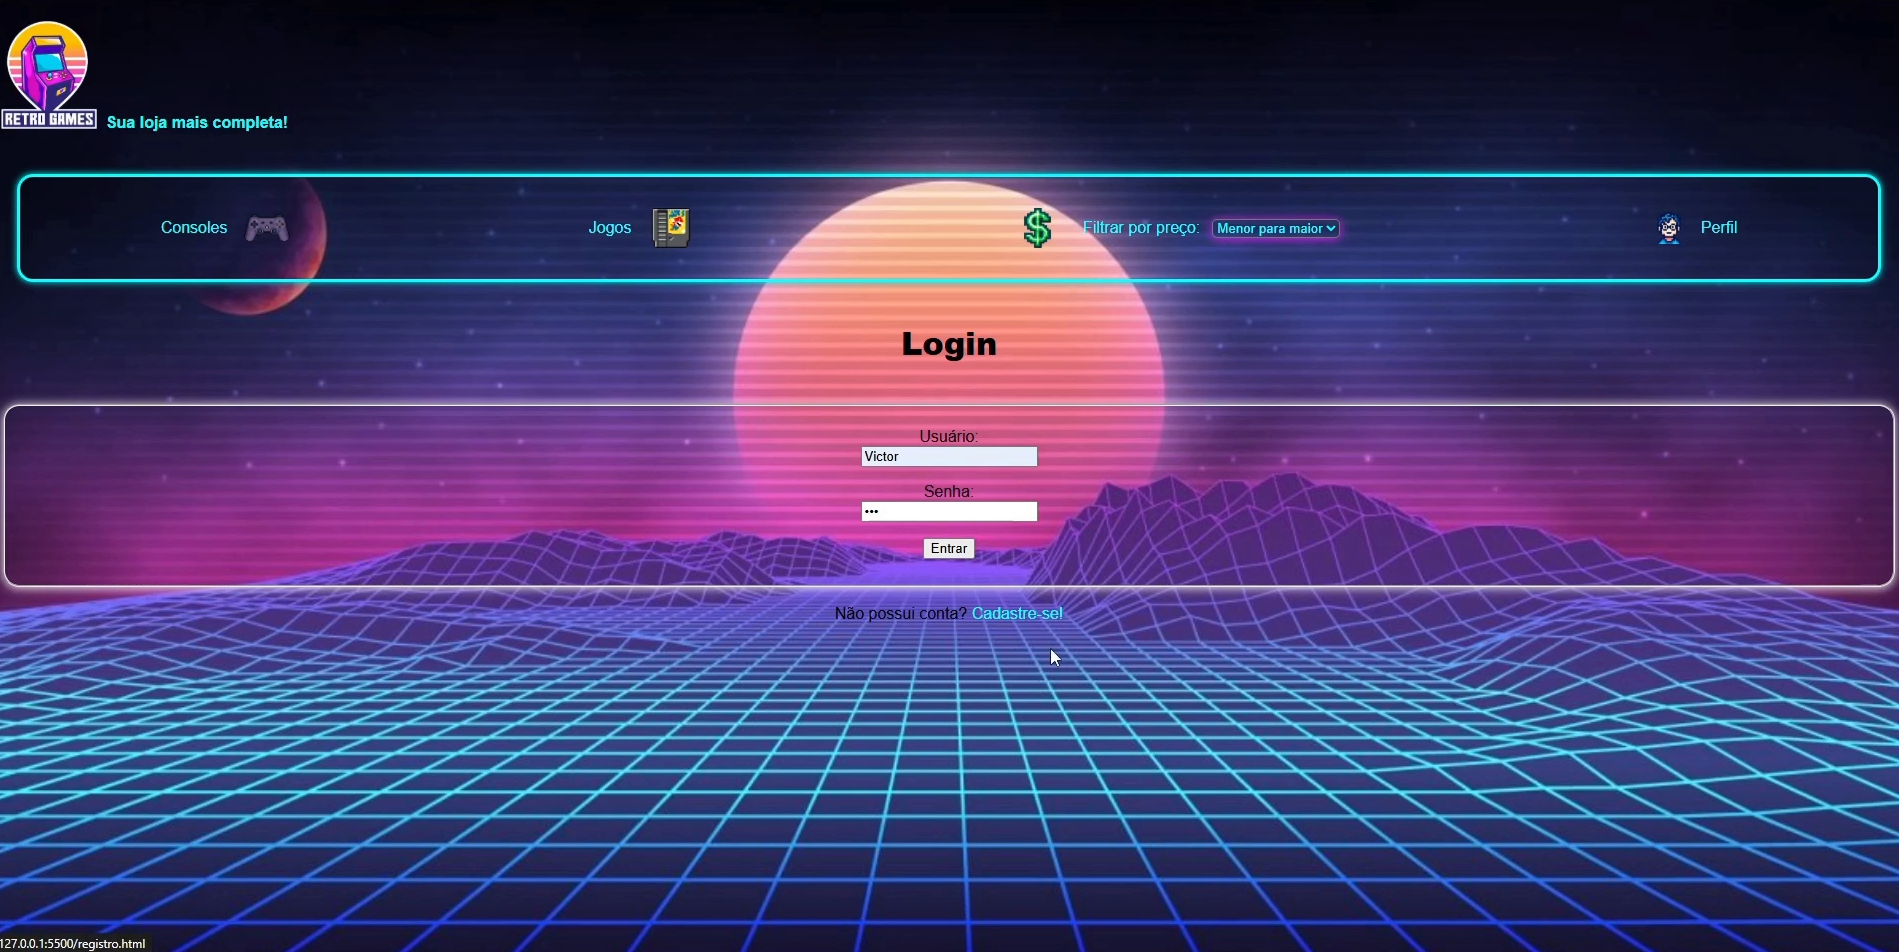 RETRO GAMES
Sua loja mais completa!
Consoles
Jogos
Filtrar por preço: Menor para maior
Perfil
Login
Usuário:
Victor
Senha:
•••
Entrar
Não possui conta? Cadastre-se!
127.0.0.1:5500/registro.html